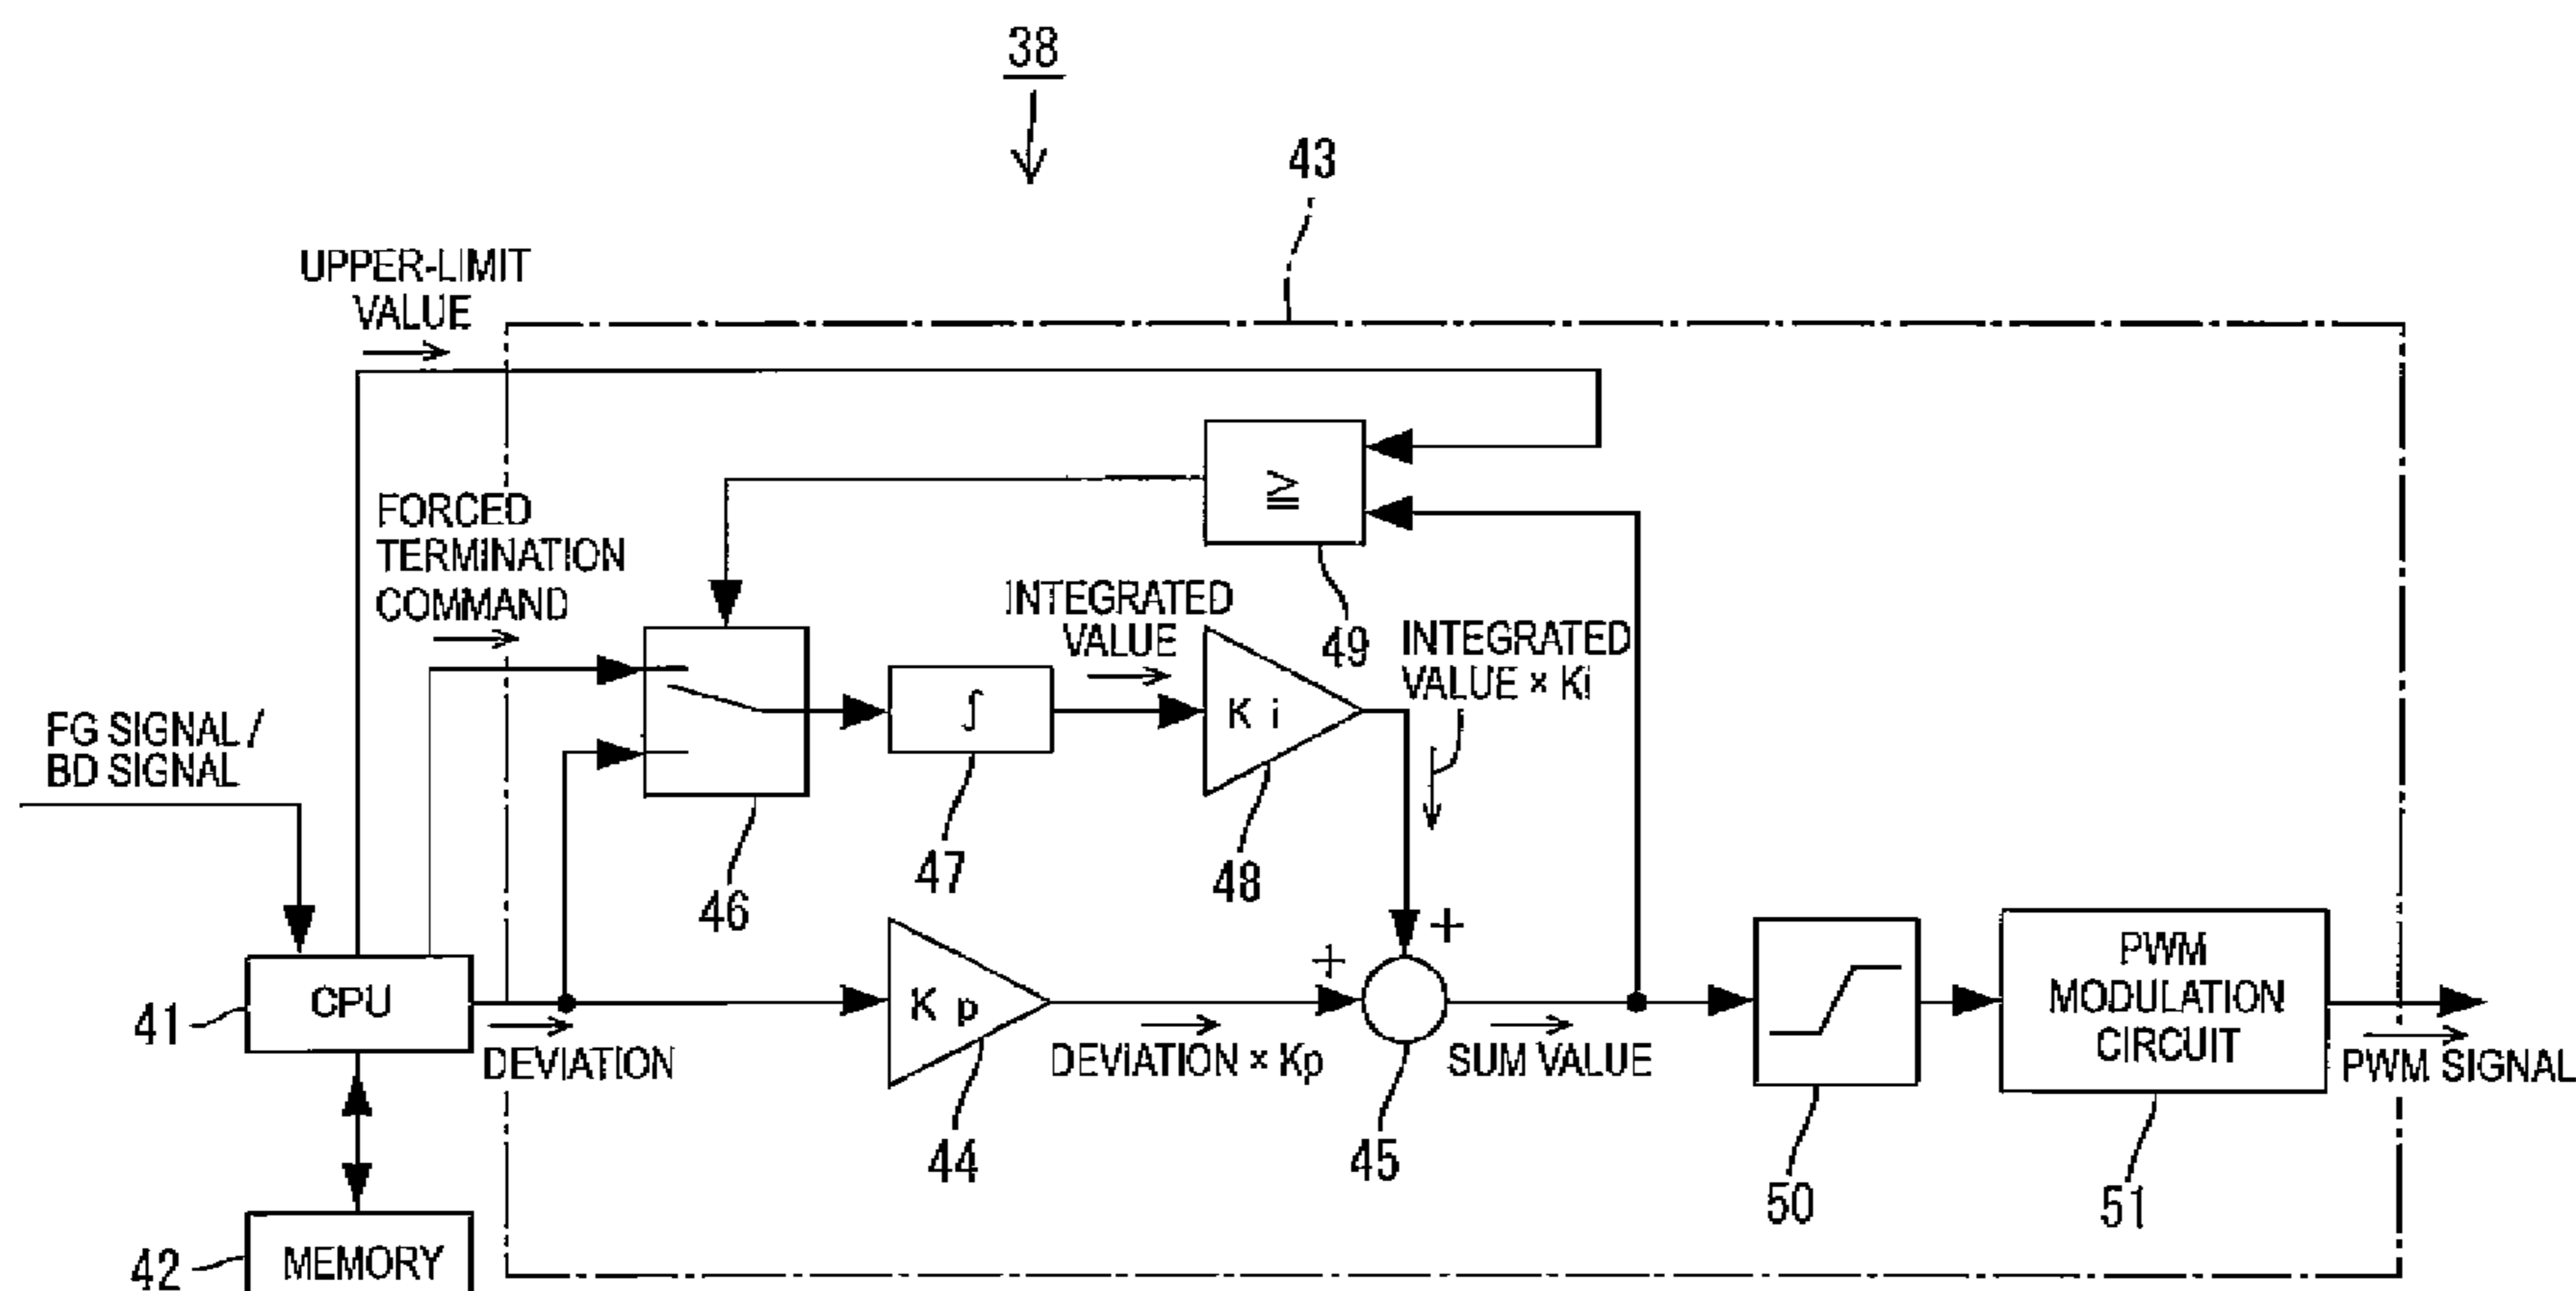 38
43
UPPER-LIMIT
VALUE
≧
49
FORCED
TERMINATION
COMMAND
INTEGRATED
VALUE
INTEGRATED
VALUE × Ki
FG SIGNAL /
BD SIGNAL
46
∫
47
K i
48
+
+
CPU
41
DEVIATION
K p
44
DEVIATION × Kp
45
SUM VALUE
50
PWM
MODULATION
CIRCUIT
51
PWM SIGNAL
42
MEMORY